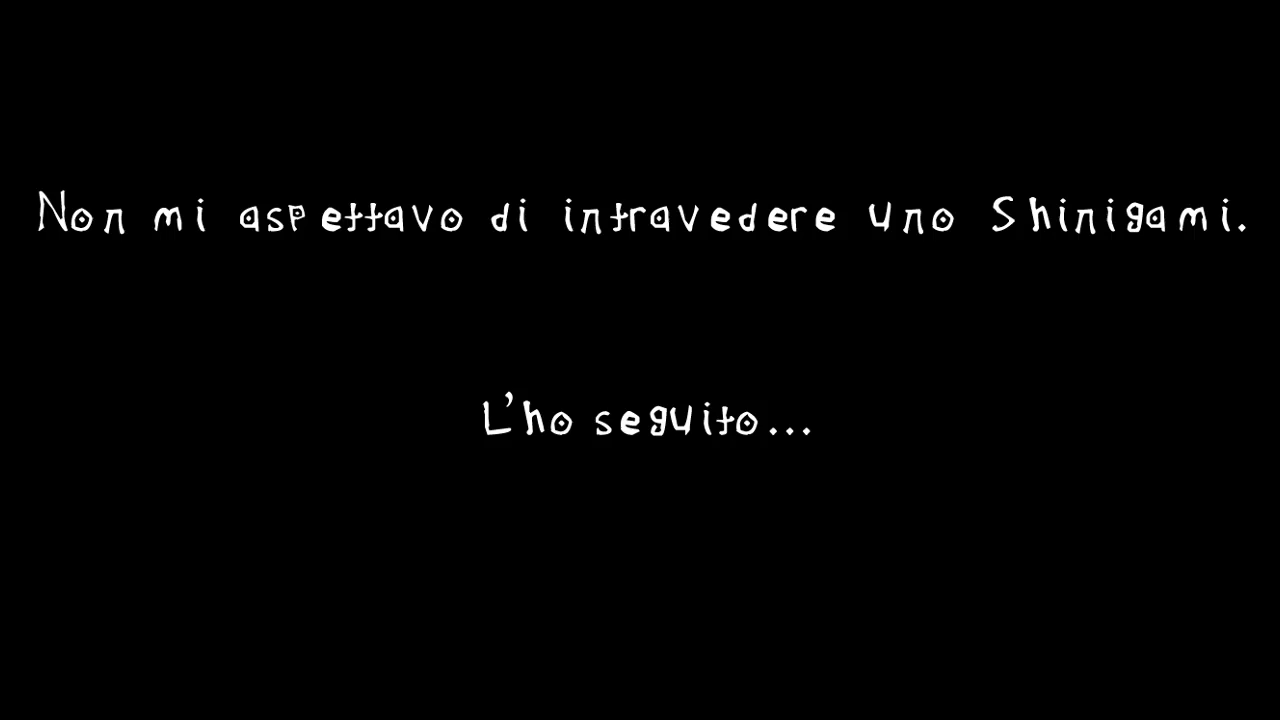 Non mi aspettavo di intravedere uno Shinigami.
L'ho seguito...